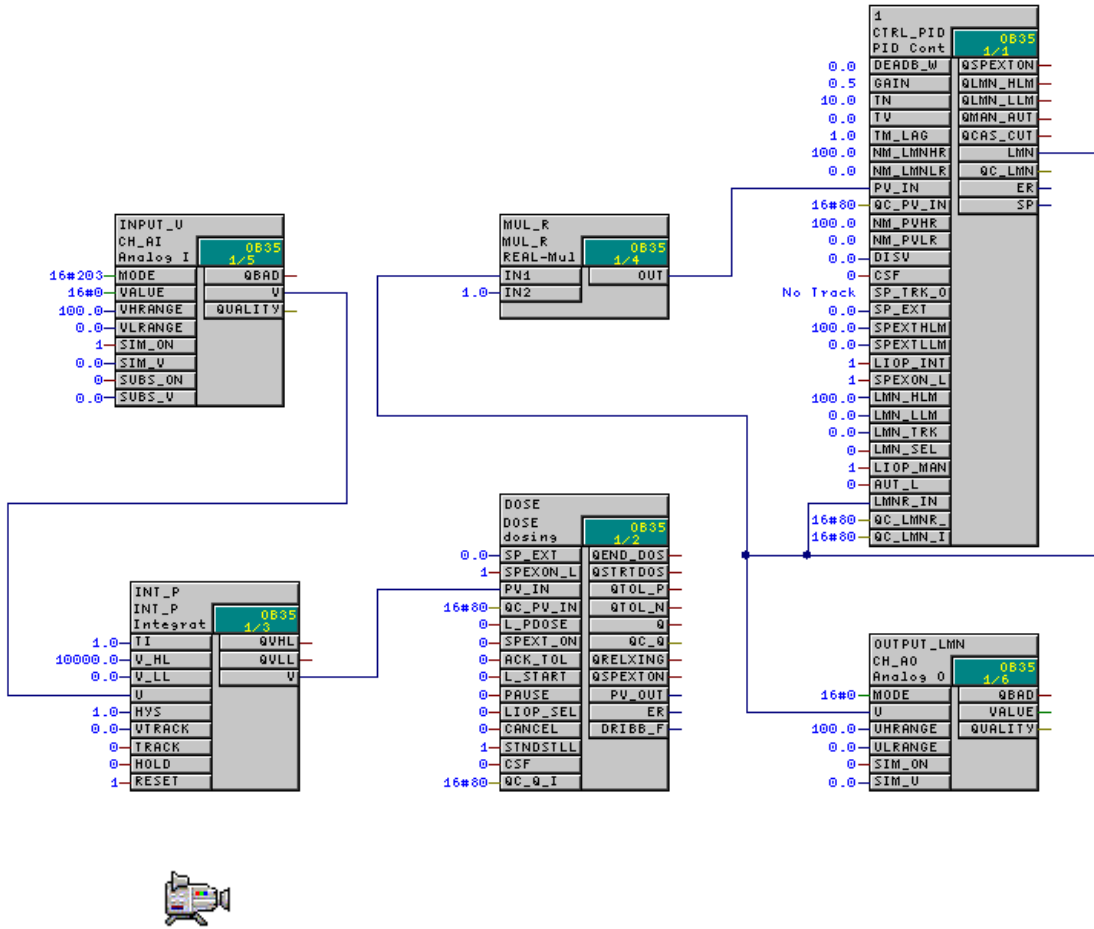 1
CTRL_PID
PID Cont
OB35
1/1
0.0 DEADB_W QSPEXTON
0.5 GAIN QLMN_HLM
10.0 TN QLMN_LLM
0.0 TV QMAN_AUT
1.0 TM_LAG QCAS_CUT
100.0 NM_LMNHR LMN
0.0 NM_LMNLR QC_LMN
PV_IN ER
16#80 QC_PV_IN SP
100.0 NM_PVHR
0.0 NM_PVLR
0.0 DISV
0 CSF
No Track SP_TRK_O
0.0 SP_EXT
100.0 SPEXTHLM
0.0 SPEXTLLM
1 LIOP_INT
1 SPEXON_L
100.0 LMN_HLM
0.0 LMN_LLM
0.0 LMN_TRK
0 LMN_SEL
1 LIOP_MAN
0 AUT_L
LMNR_IN
16#80 QC_LMNR_
16#80 QC_LMN_I
INPUT_U
CH_AI
Analog I
OB35
1/5
16#203 MODE QBAD
16#0 VALUE V
100.0 VHRANGE QUALITY
0.0 VLRANGE
1 SIM_ON
0.0 SIM_V
0 SUBS_ON
0.0 SUBS_V
MUL_R
MUL_R
REAL-Mul
OB35
1/4
IN1 OUT
1.0 IN2
DOSE
DOSE
dosing
OB35
1/2
0.0 SP_EXT QEND_DOS
1 SPEXON_L QSTRTDOS
PV_IN QTOL_P
16#80 QC_PV_IN QTOL_N
0 L_PDOSE Q
0 SPEXT_ON QC_Q
0 ACK_TOL QRELXING
0 L_START QSPEXTON
0 PAUSE PV_OUT
0 LIOP_SEL ER
0 CANCEL DRIBB_F
1 STNDSTLL
0 CSF
16#80 QC_Q_I
INT_P
INT_P
Integrat
OB35
1/3
1.0 TI QVHL
10000.0 V_HL QVLL
0.0 V_LL V
U
1.0 HYS
0.0 VTRACK
0 TRACK
0 HOLD
1 RESET
OUTPUT_LMN
CH_AO
Analog O
OB35
1/6
16#0 MODE QBAD
U VALUE
100.0 UHRANGE QUALITY
0.0 ULRANGE
0 SIM_ON
0.0 SIM_U